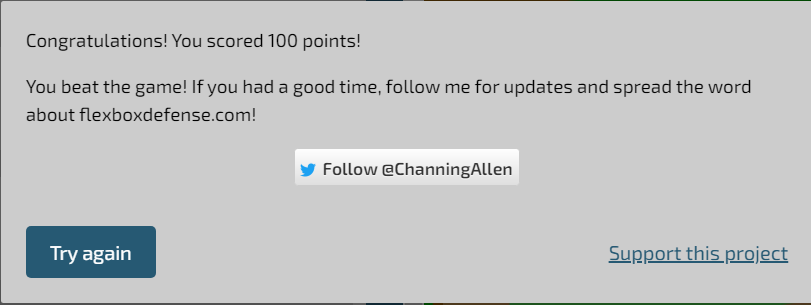 Congratulations! You scored 100 points!
You beat the game! If you had a good time, follow me for updates and spread the word
about flexboxdefense.com!
Follow @ChanningAllen
Try again
Support this project